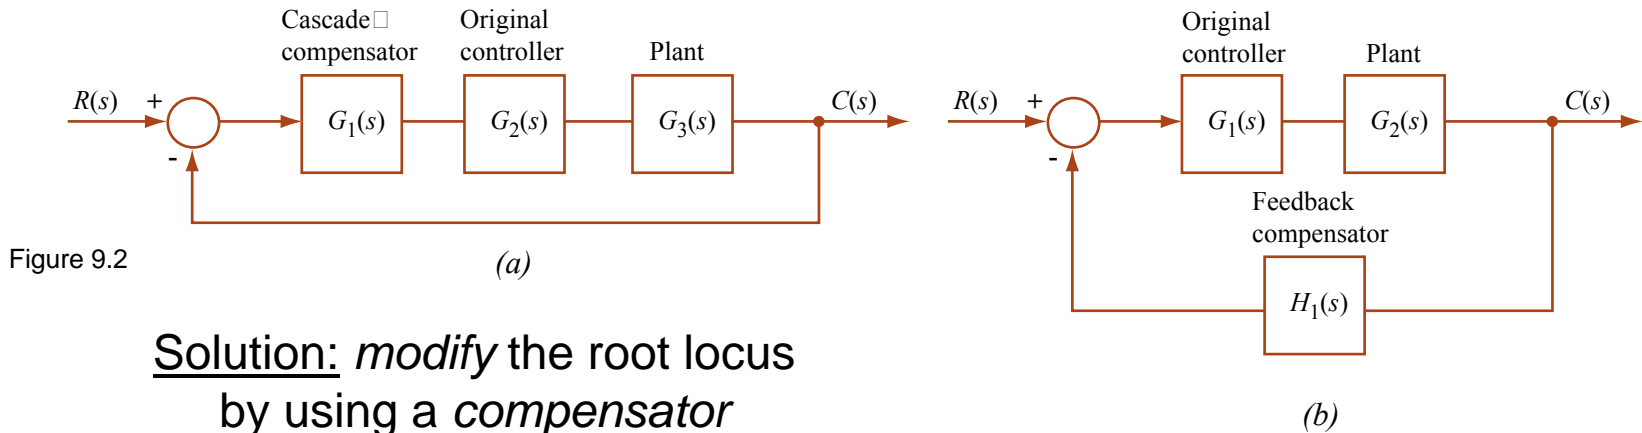 Cascade□
compensator
Original
controller
Plant
R(s)
+
-
G₁(s)
G₂(s)
G₃(s)
C(s)
Figure 9.2
(a)
Solution: modify the root locus
by using a compensator
Original
controller
Plant
R(s)
+
-
G₁(s)
G₂(s)
C(s)
Feedback
compensator
H₁(s)
(b)